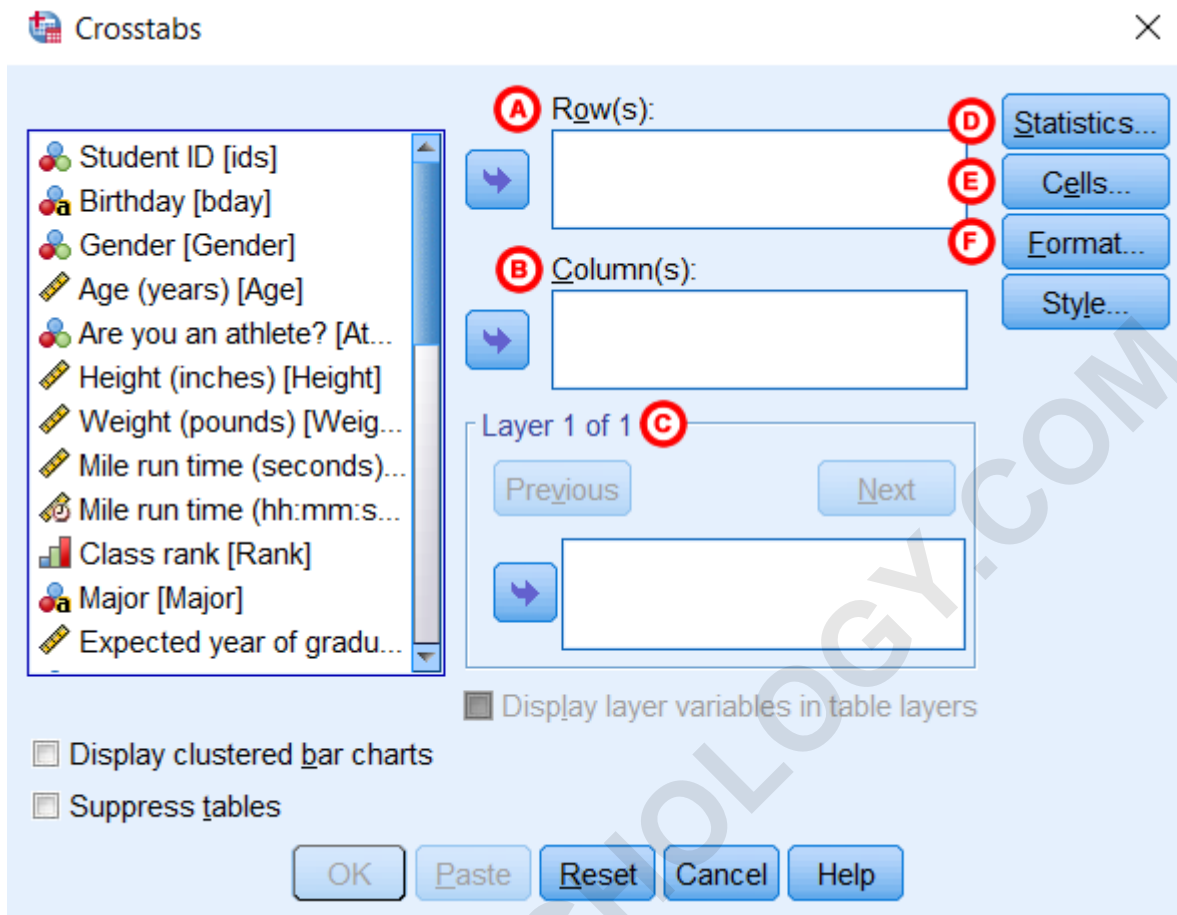 Crosstabs
A Row(s):
Student ID [ids]
Birthday [bday]
Gender [Gender]
Age (years) [Age]
Are you an athlete? [At...
Height (inches) [Height]
Weight (pounds) [Weig...
Mile run time (seconds)...
Mile run time (hh:mm:s...
Class rank [Rank]
Major [Major]
Expected year of gradu...
B Column(s):
Layer 1 of 1 C
Previous Next
Display layer variables in table layers
D Statistics...
E Cells...
F Format...
Style...
Display clustered bar charts
Suppress tables
OK Paste Reset Cancel Help
HOLOGY.COM